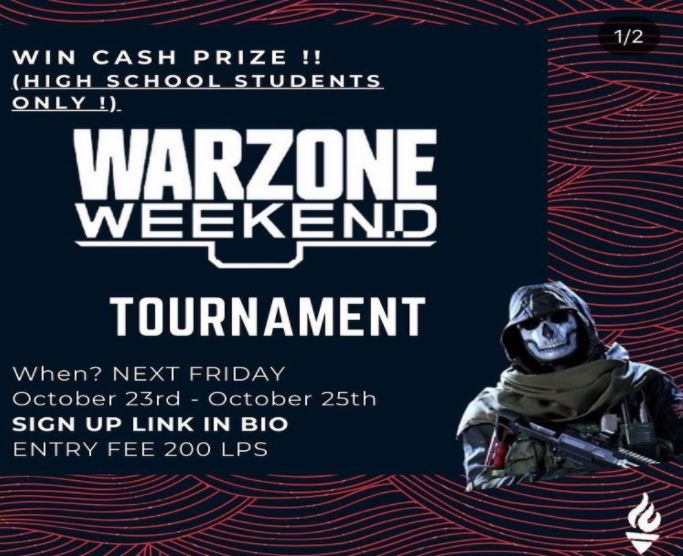 1/2
WIN CASH PRIZE !!
(HIGH SCHOOL STUDENTS
ONLY !)
WARZONE
WEEKEND
TOURNAMENT
When? NEXT FRIDAY
October 23rd - October 25th
SIGN UP LINK IN BIO
ENTRY FEE 200 LPS